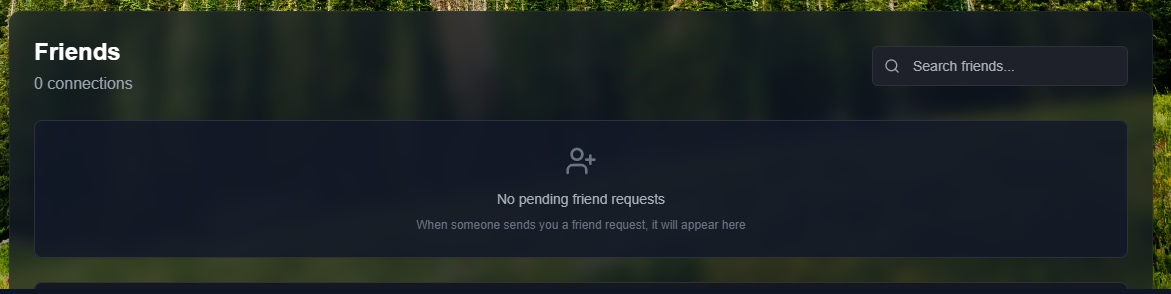 Friends
0 connections
Search friends...
No pending friend requests
When someone sends you a friend request, it will appear here